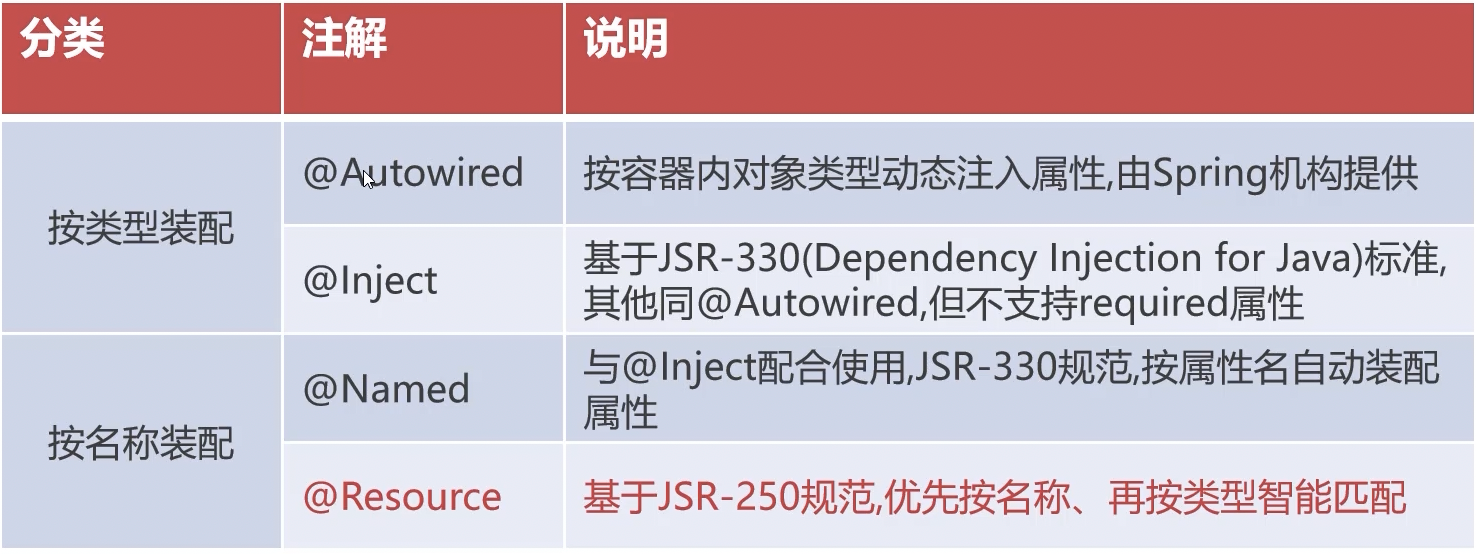 分类
注解
说明
按类型装配
@Autowired
按容器内对象类型动态注入属性,由Spring机构提供
@Inject
基于JSR-330(Dependency Injection for Java)标准,
其他同@Autowired,但不支持required属性
按名称装配
@Named
与@Inject配合使用,JSR-330规范,按属性名自动装配
属性
@Resource
基于JSR-250规范,优先按名称、再按类型智能匹配